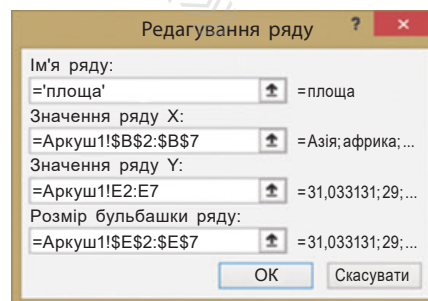 Редагування ряду ? ×
Ім'я ряду:
='площа' =площа
Значення ряду X:
=Аркуш1!$B$2:$B$7 =Азія; африка; ...
Значення ряду Y:
=Аркуш1!E2:E7 =31,033131; 29; ...
Розмір бульбашки ряду:
=Аркуш1!$E$2:$E$7 =31,033131; 29; ...
ОК Скасувати